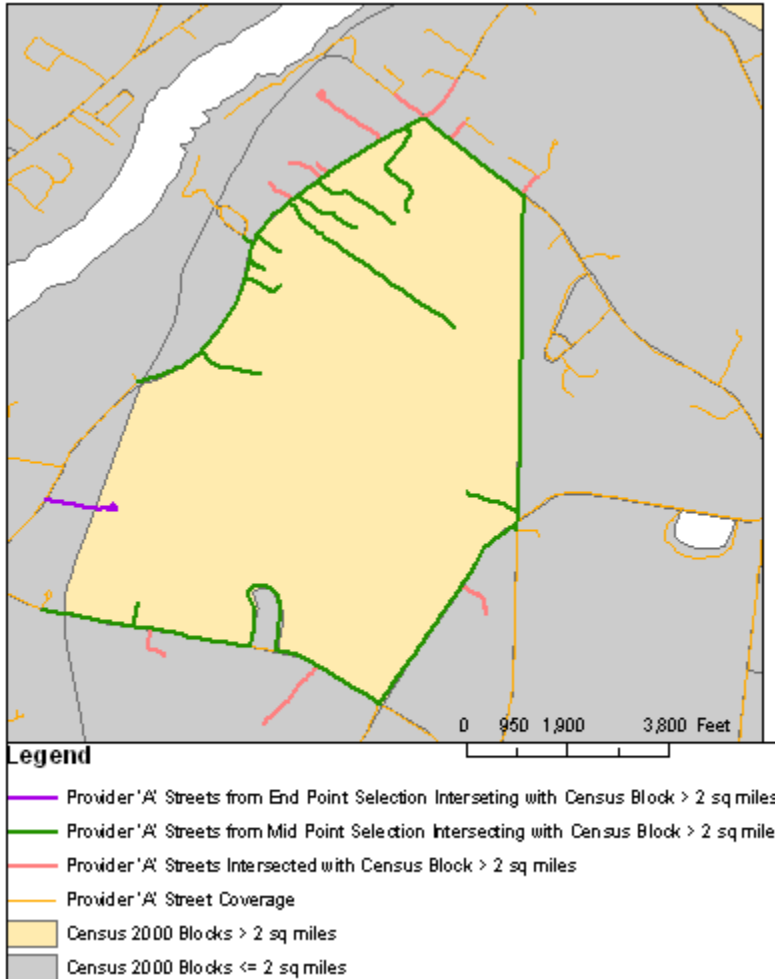 0 950 1,900 3,800 Feet
Legend
Provider 'A' Streets from End Point Selection Interseting with Census Block > 2 sq miles
Provider 'A' Streets from Mid Point Selection Intersecting with Census Block > 2 sq mile
Provider 'A' Streets Intersected with Census Block > 2 sq miles
Provider 'A' Street Coverage
Census 2000 Blocks > 2 sq miles
Census 2000 Blocks <= 2 sq miles